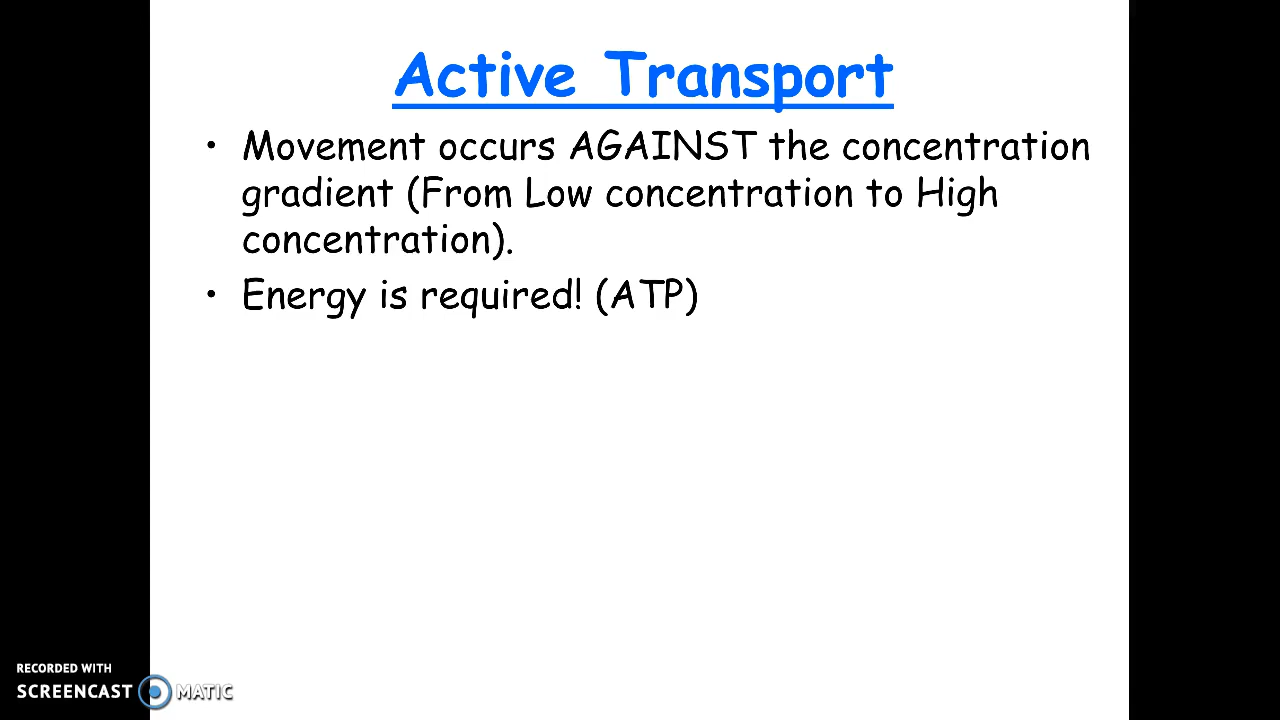 Active Transport
• Movement occurs AGAINST the concentration
gradient (From Low concentration to High
concentration).
• Energy is required! (ATP)
RECORDED WITH
SCREENCAST MATIC